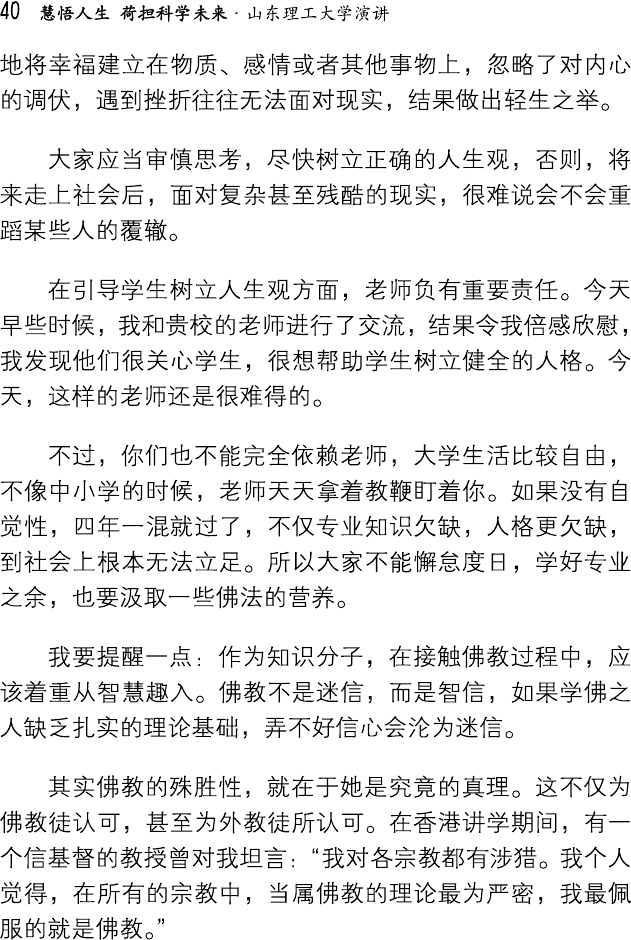 40 慧悟人生 荷担科学未来·山东理工大学演讲
地将幸福建立在物质、感情或者其他事物上，忽略了对内心
的调伏，遇到挫折往往无法面对现实，结果做出轻生之举。
大家应当审慎思考，尽快树立正确的人生观，否则，将
来走上社会后，面对复杂甚至残酷的现实，很难说会不会重
蹈某些人的覆辙。
在引导学生树立人生观方面，老师负有重要责任。今天
早些时候，我和贵校的老师进行了交流，结果令我倍感欣慰，
我发现他们很关心学生，很想帮助学生树立健全的人格。今
天，这样的老师还是很难得的。
不过，你们也不能完全依赖老师，大学生活比较自由，
不像中小学的时候，老师天天拿着教鞭盯着你。如果没有自
觉性，四年一混就过了，不仅专业知识欠缺，人格更欠缺，
到社会上根本无法立足。所以大家不能懈怠度日，学好专业
之余，也要汲取一些佛法的营养。
我要提醒一点：作为知识分子，在接触佛教过程中，应
该着重从智慧趣入。佛教不是迷信，而是智信，如果学佛之
人缺乏扎实的理论基础，弄不好信心会沦为迷信。
其实佛教的殊胜性，就在于她是究竟的真理。这不仅为
佛教徒认可，甚至为外教徒所认可。在香港讲学期间，有一
个信基督的教授曾对我坦言：“我对各宗教都有涉猎。我个人
觉得，在所有的宗教中，当属佛教的理论最为严密，我最佩
服的就是佛教。”